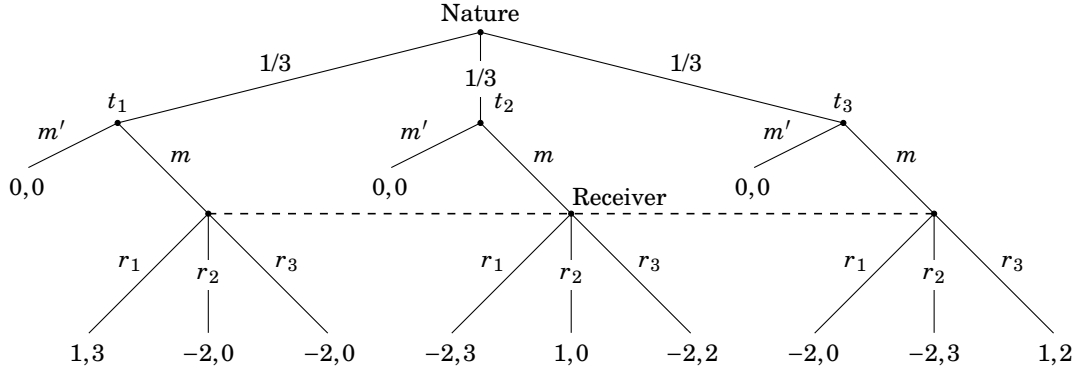 Nature
1/3 1/3 1/3
t₁ t₂ t₃
m′ m m′ m m′ m
0,0 0,0 0,0
Receiver
r₁ r₂ r₃ r₁ r₂ r₃ r₁ r₂ r₃
1,3 −2,0 −2,0 −2,3 1,0 −2,2 −2,0 −2,3 1,2